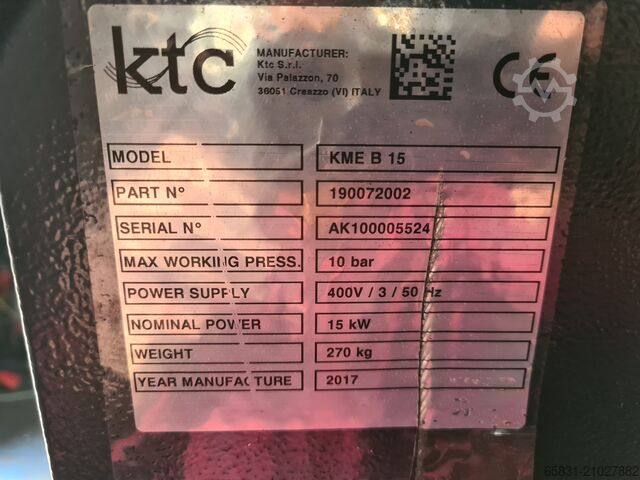 ktc
MANUFACTURER:
Ktc S.r.l.
Via Palazzon, 70
36051 Creazzo (VI) ITALY
CE
MODEL KME B 15
PART N° 190072002
SERIAL N° AK100005524
MAX WORKING PRESS. 10 bar
POWER SUPPLY 400V / 3 / 50 Hz
NOMINAL POWER 15 kW
WEIGHT 270 kg
YEAR MANUFACTURE 2017
65831-21027882